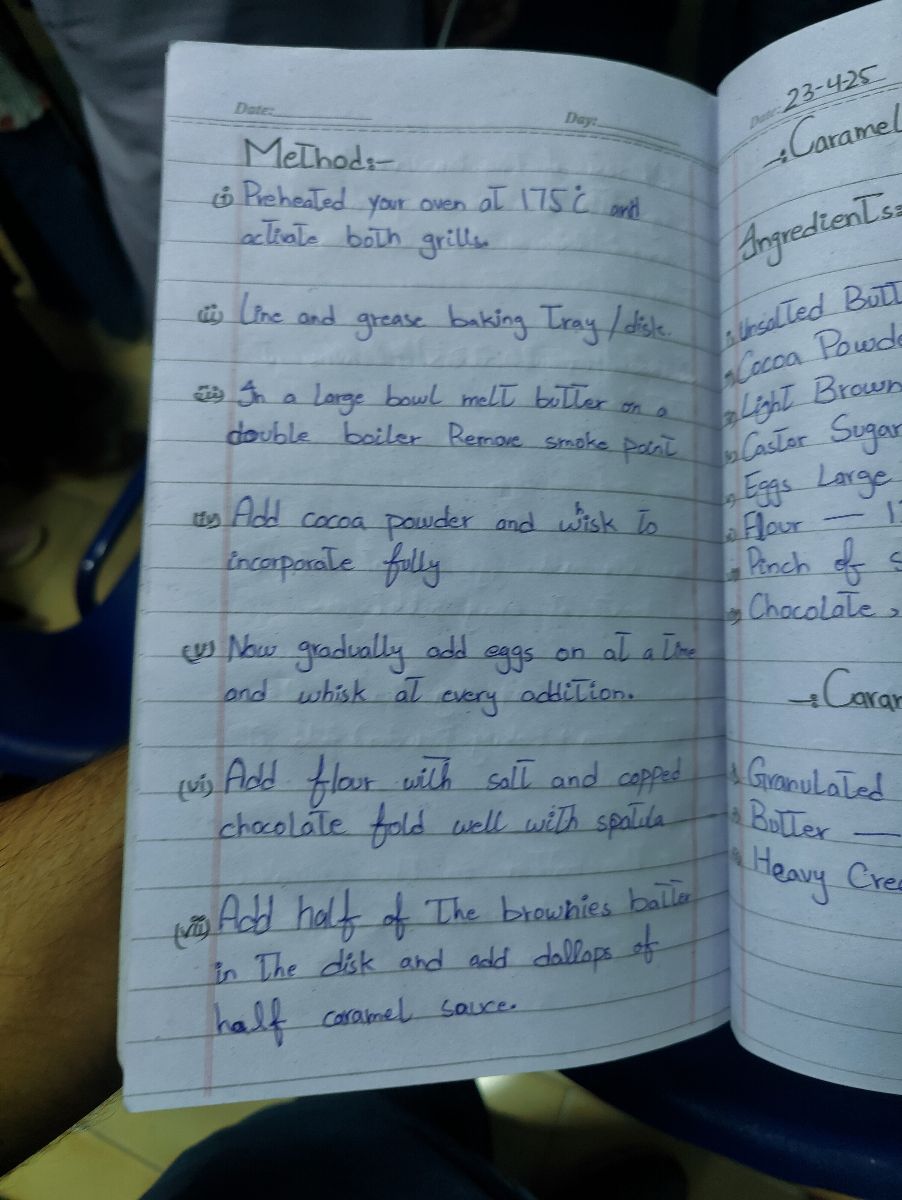 Date:
Day:
Method:-
(i) Preheated your oven at 175°C and
activate both grills.
(ii) Line and grease baking Tray / disk.
(iii) In a large bowl melt butter on a
double boiler Remove smoke point
(iv) Add cocoa powder and whisk to
incorporate fully
(v) Now gradually add eggs on at a time
and whisk at every addition.
(vi) Add flour with salt and copped
chocolate fold well with spatula
(vii) Add half of The brownies batter
in The disk and add dallops of
half caramel sauce.
Date: 23-4-25
→: Caramel
Ingredients:
Unsalted Butt
Cocoa Powde
Light Brown
Castor Sugar
Eggs Large
Flour — 1
Pinch of S
Chocolate,
→: Caram
Granulated
Butter —
Heavy Crea